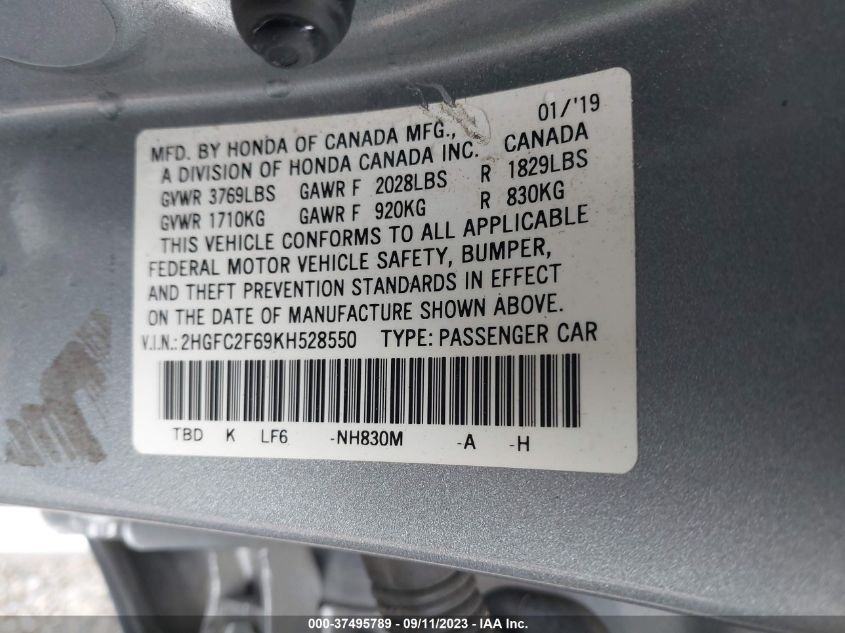 01/'19
MFD. BY HONDA OF CANADA MFG.,
A DIVISION OF HONDA CANADA INC. CANADA
GVWR 3769LBS GAWR F 2028LBS R 1829LBS
GVWR 1710KG GAWR F 920KG R 830KG
THIS VEHICLE CONFORMS TO ALL APPLICABLE
FEDERAL MOTOR VEHICLE SAFETY, BUMPER,
AND THEFT PREVENTION STANDARDS IN EFFECT
ON THE DATE OF MANUFACTURE SHOWN ABOVE.
V.I.N.: 2HGFC2F69KH528550 TYPE: PASSENGER CAR
TBD K LF6 -NH830M -A -H
000-37495789 - 09/11/2023 - IAA Inc.